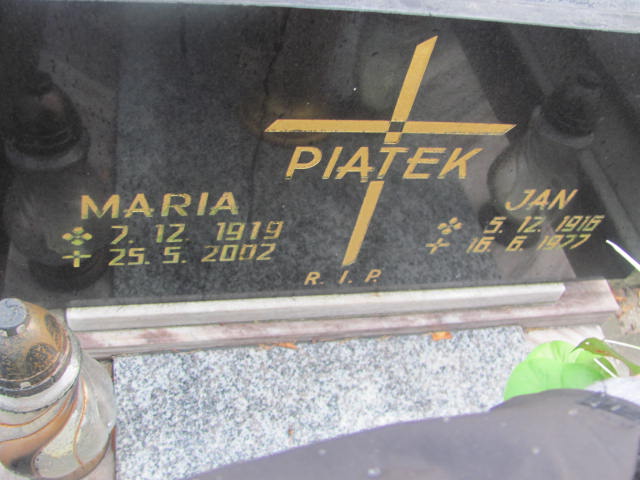 PIATEK
MARIA
7. 12. 1919
25. 5. 2002
JAN
5. 12. 1916
16. 6. 1977
R. I. P.